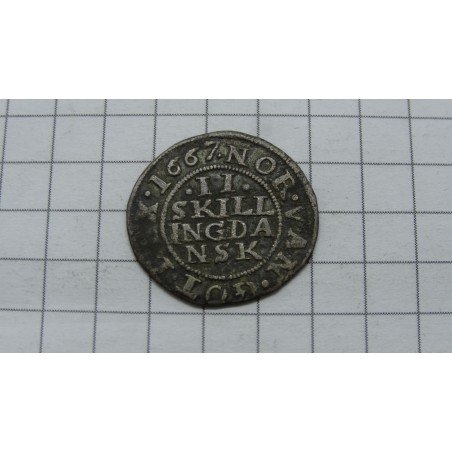 X·1667·NOR·VAN·GOT·
·II·
SKILL
INGDA
NSK